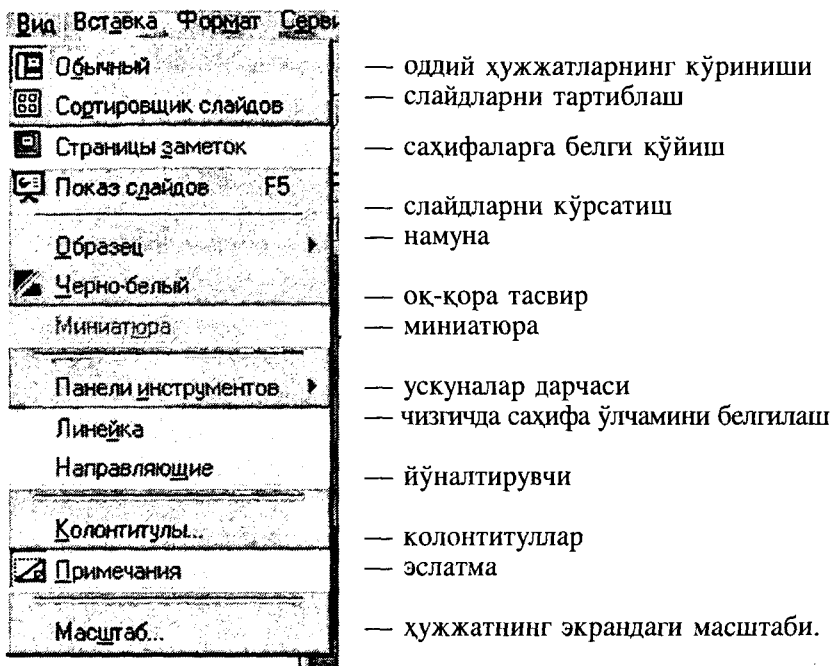 Вид Вставка Формат Серви
Обычный — оддий ҳужжатларнинг кўриниши
Сортировщик слайдов — слайдларни тартиблаш
Страницы заметок — саҳифаларга белги қўйиш
Показ слайдов F5 — слайдларни кўрсатиш
Образец — намуна
Черно-белый — оқ-қора тасвир
Миниатюра — миниатюра
Панели инструментов — ускуналар дарчаси
Линейка — чизгичда саҳифа ўлчамини белгилаш
Направляющие — йўналтирувчи
Колонтитулы... — колонтитуллар
Примечания — эслатма
Масштаб... — ҳужжатнинг экрандаги масштаби.